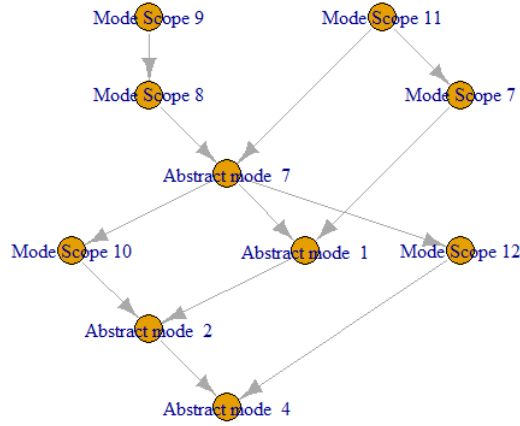 Mode Scope 9
Mode Scope 11
Mode Scope 8
Mode Scope 7
Abstract mode 7
Mode Scope 10
Abstract mode 1
Mode Scope 12
Abstract mode 2
Abstract mode 4